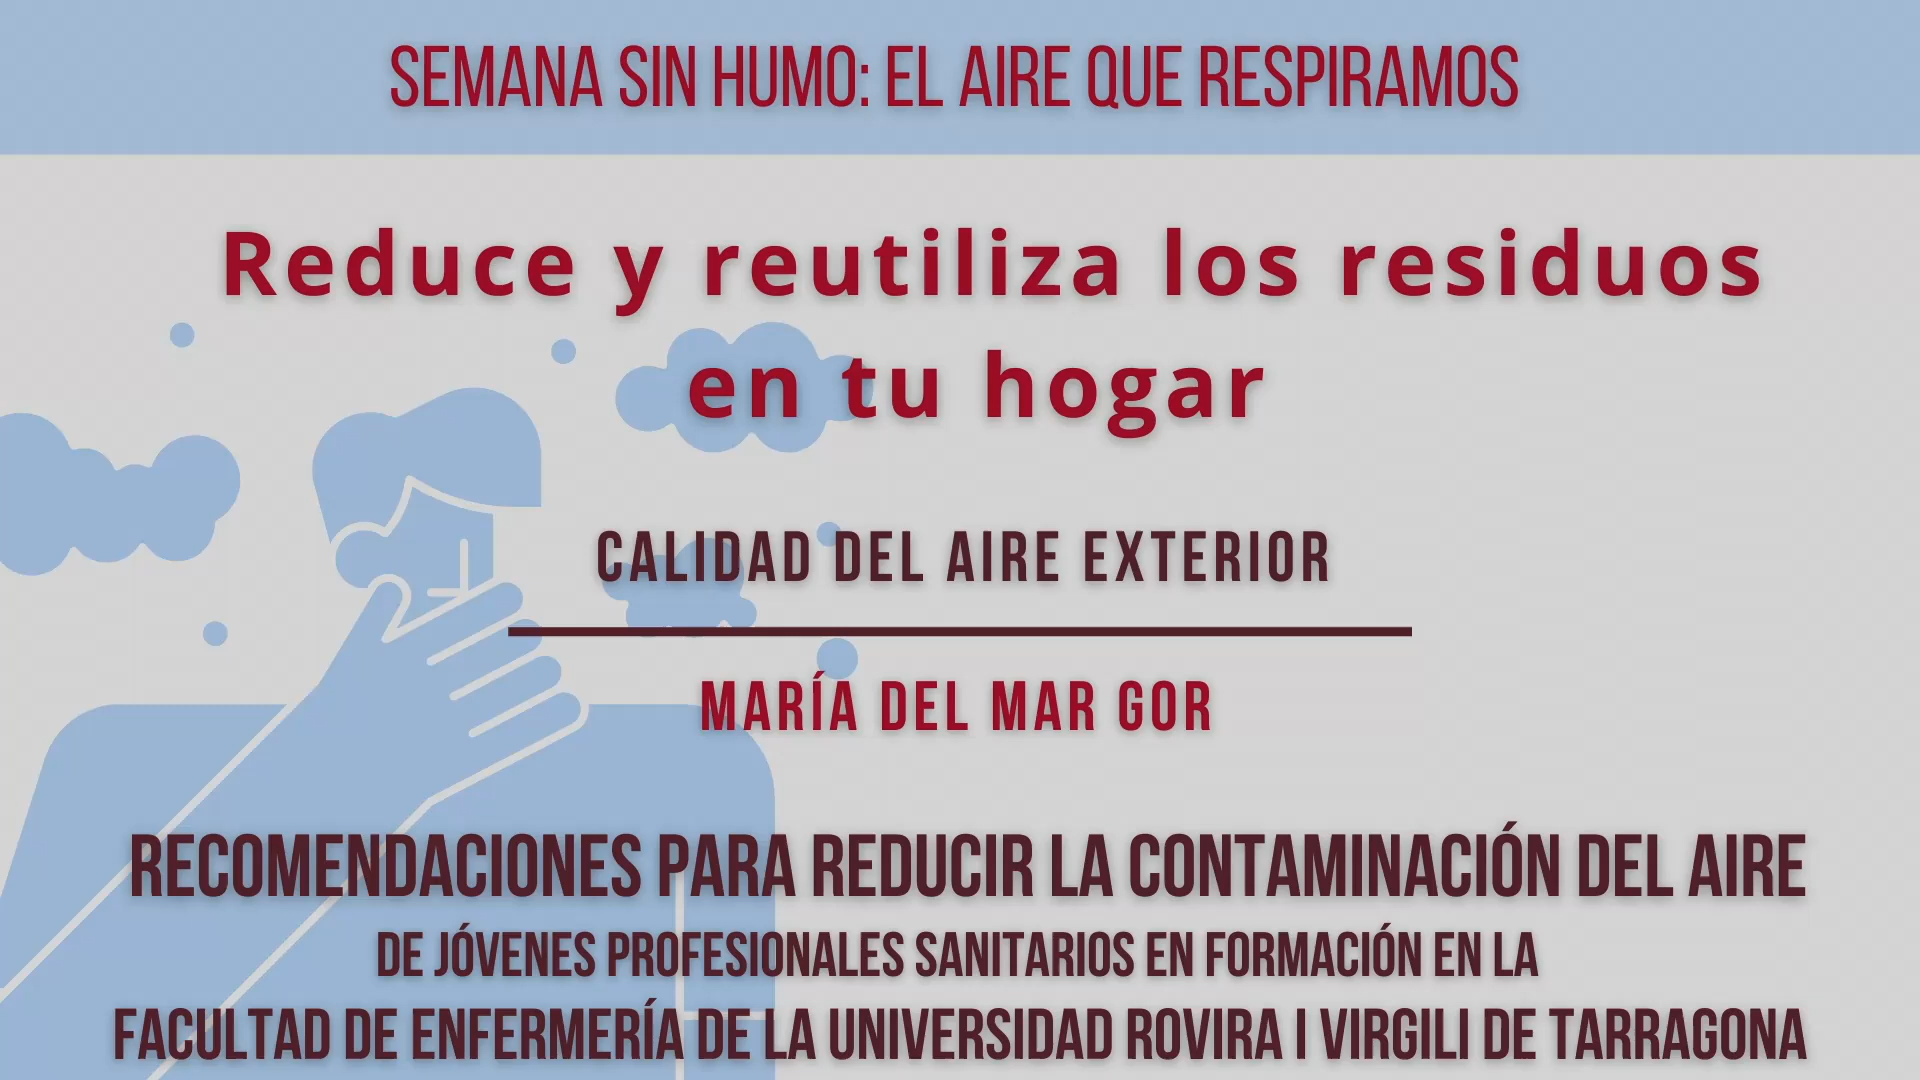 SEMANA SIN HUMO: EL AIRE QUE RESPIRAMOS
Reduce y reutiliza los residuos
en tu hogar
CALIDAD DEL AIRE EXTERIOR
MARÍA DEL MAR GOR
RECOMENDACIONES PARA REDUCIR LA CONTAMINACIÓN DEL AIRE
DE JÓVENES PROFESIONALES SANITARIOS EN FORMACIÓN EN LA
FACULTAD DE ENFERMERÍA DE LA UNIVERSIDAD ROVIRA I VIRGILI DE TARRAGONA